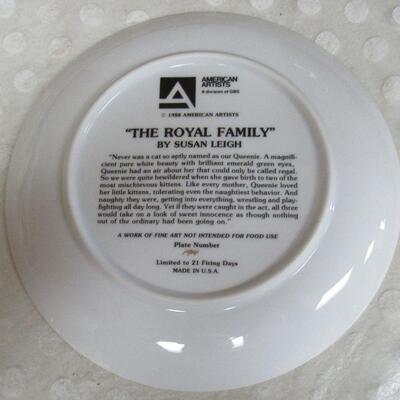 AMERICAN
ARTISTS
A division of GHS
© 1988 AMERICAN ARTISTS
"THE ROYAL FAMILY"
BY SUSAN LEIGH
"Never was a cat so aptly named as our Queenie. A magnifi-
cient pure white beauty with brilliant emerald green eyes,
Queenie had an air about her that could only be called regal.
So we were quite bewildered when she gave birth to two of the
most mischievous kittens. Like every mother, Queenie loved
her little kittens, tolerating even the naughtiest behavior. And
naughty they were, getting into everything, wrestling and play-
fighting all day long. Yet if they were caught in the act, all three
would take on a look of sweet innocence as though nothing
out of the ordinary had been going on."
A WORK OF FINE ART NOT INTENDED FOR FOOD USE
Plate Number
Limited to 21 Firing Days
MADE IN U.S.A.